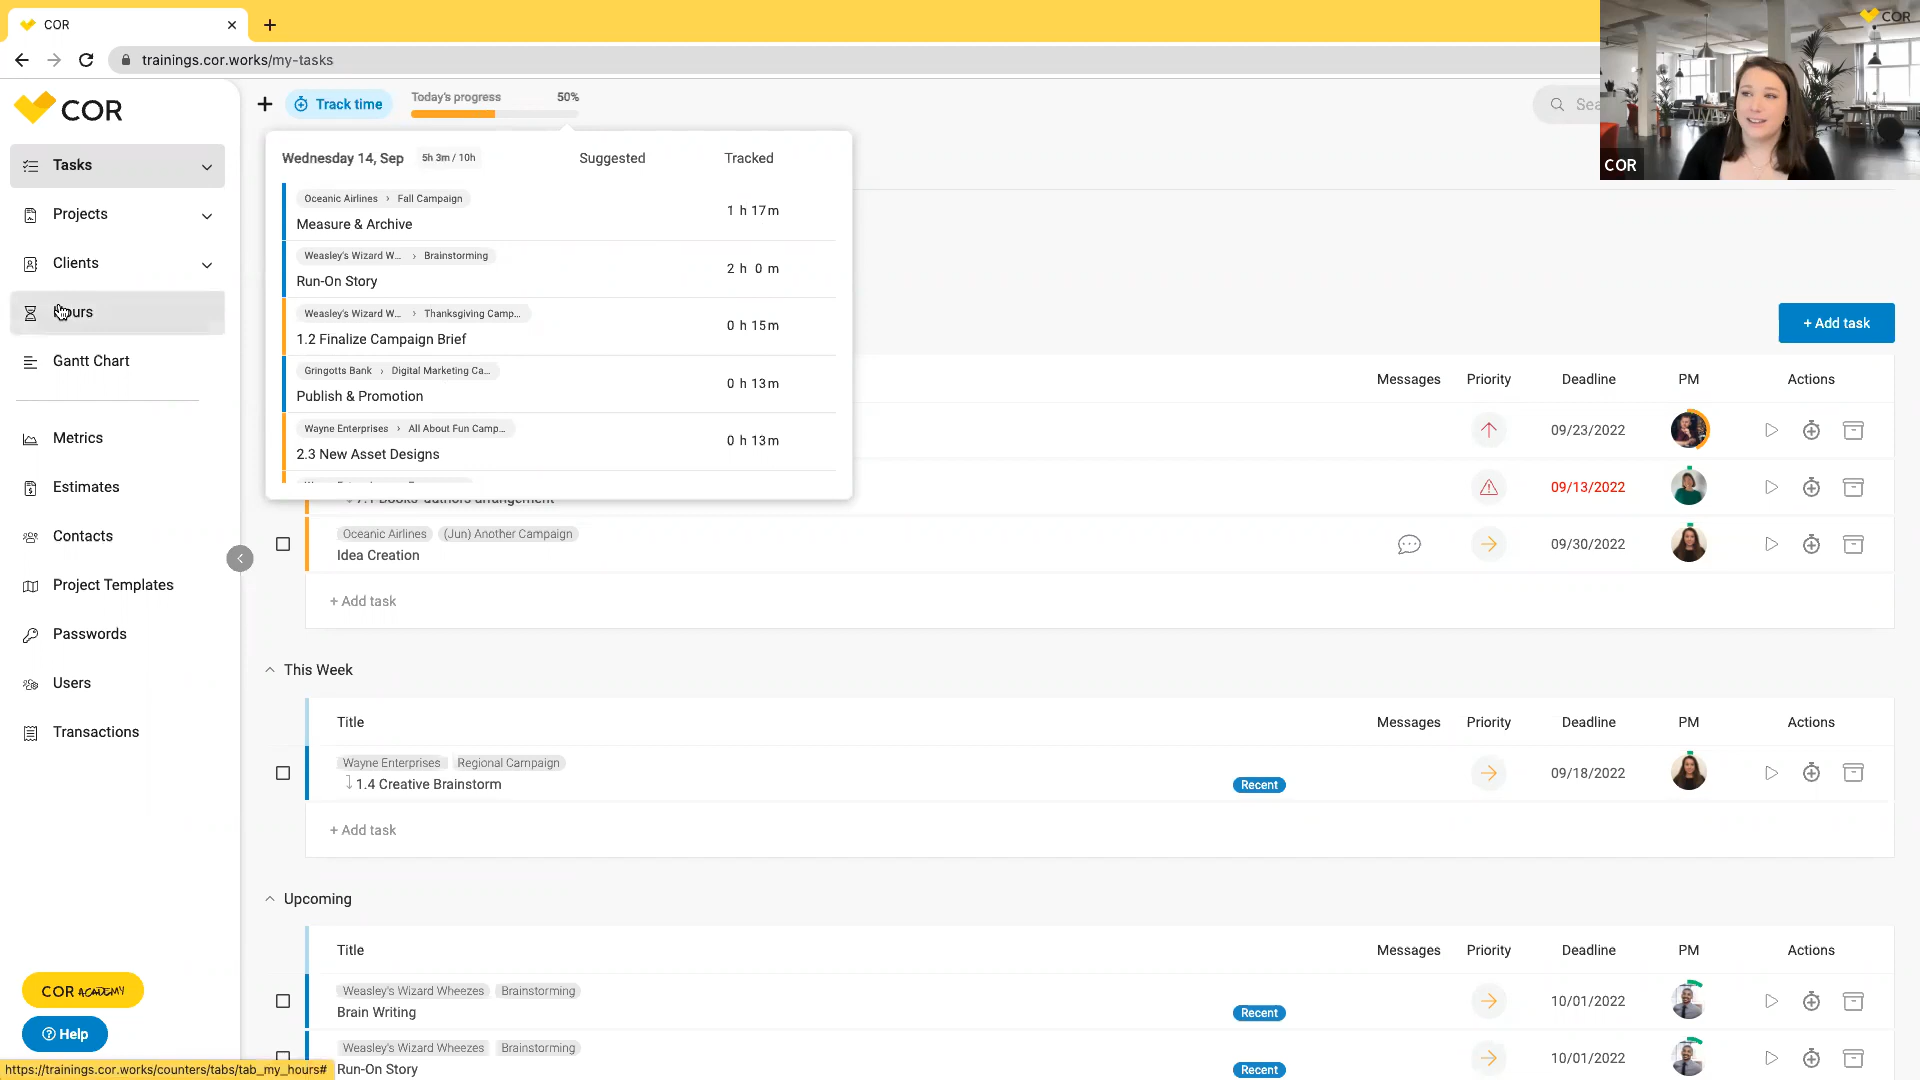 COR
trainings.cor.works/my-tasks
COR
COR
COR
Track time
Today's progress 50%
Sea
Wednesday 14, Sep 5h 3m / 10h Suggested Tracked
Oceanic Airlines › Fall Campaign
Measure & Archive
1 h 17m
Weasley's Wizard W... › Brainstorming
Run-On Story
2 h 0 m
Weasley's Wizard W... › Thanksgiving Camp...
1.2 Finalize Campaign Brief
0 h 15m
Gringotts Bank › Digital Marketing Ca...
Publish & Promotion
0 h 13m
Wayne Enterprises › All About Fun Camp...
2.3 New Asset Designs
0 h 13m
Tasks
Projects
Clients
Hours
Gantt Chart
Metrics
Estimates
Contacts
Project Templates
Passwords
Users
Transactions
COR ACADEMY
Help
https://trainings.cor.works/counters/tabs/tab_my_hours#
+ Add task
Messages Priority Deadline PM Actions
09/23/2022
7.1 Books' authors arrangement
09/13/2022
Oceanic Airlines (Jun) Another Campaign
Idea Creation
09/30/2022
+ Add task
This Week
Title Messages Priority Deadline PM Actions
Wayne Enterprises Regional Campaign
1.4 Creative Brainstorm
Recent
09/18/2022
+ Add task
Upcoming
Title Messages Priority Deadline PM Actions
Weasley's Wizard Wheezes Brainstorming
Brain Writing
Recent
10/01/2022
Weasley's Wizard Wheezes Brainstorming
Run-On Story
Recent
10/01/2022